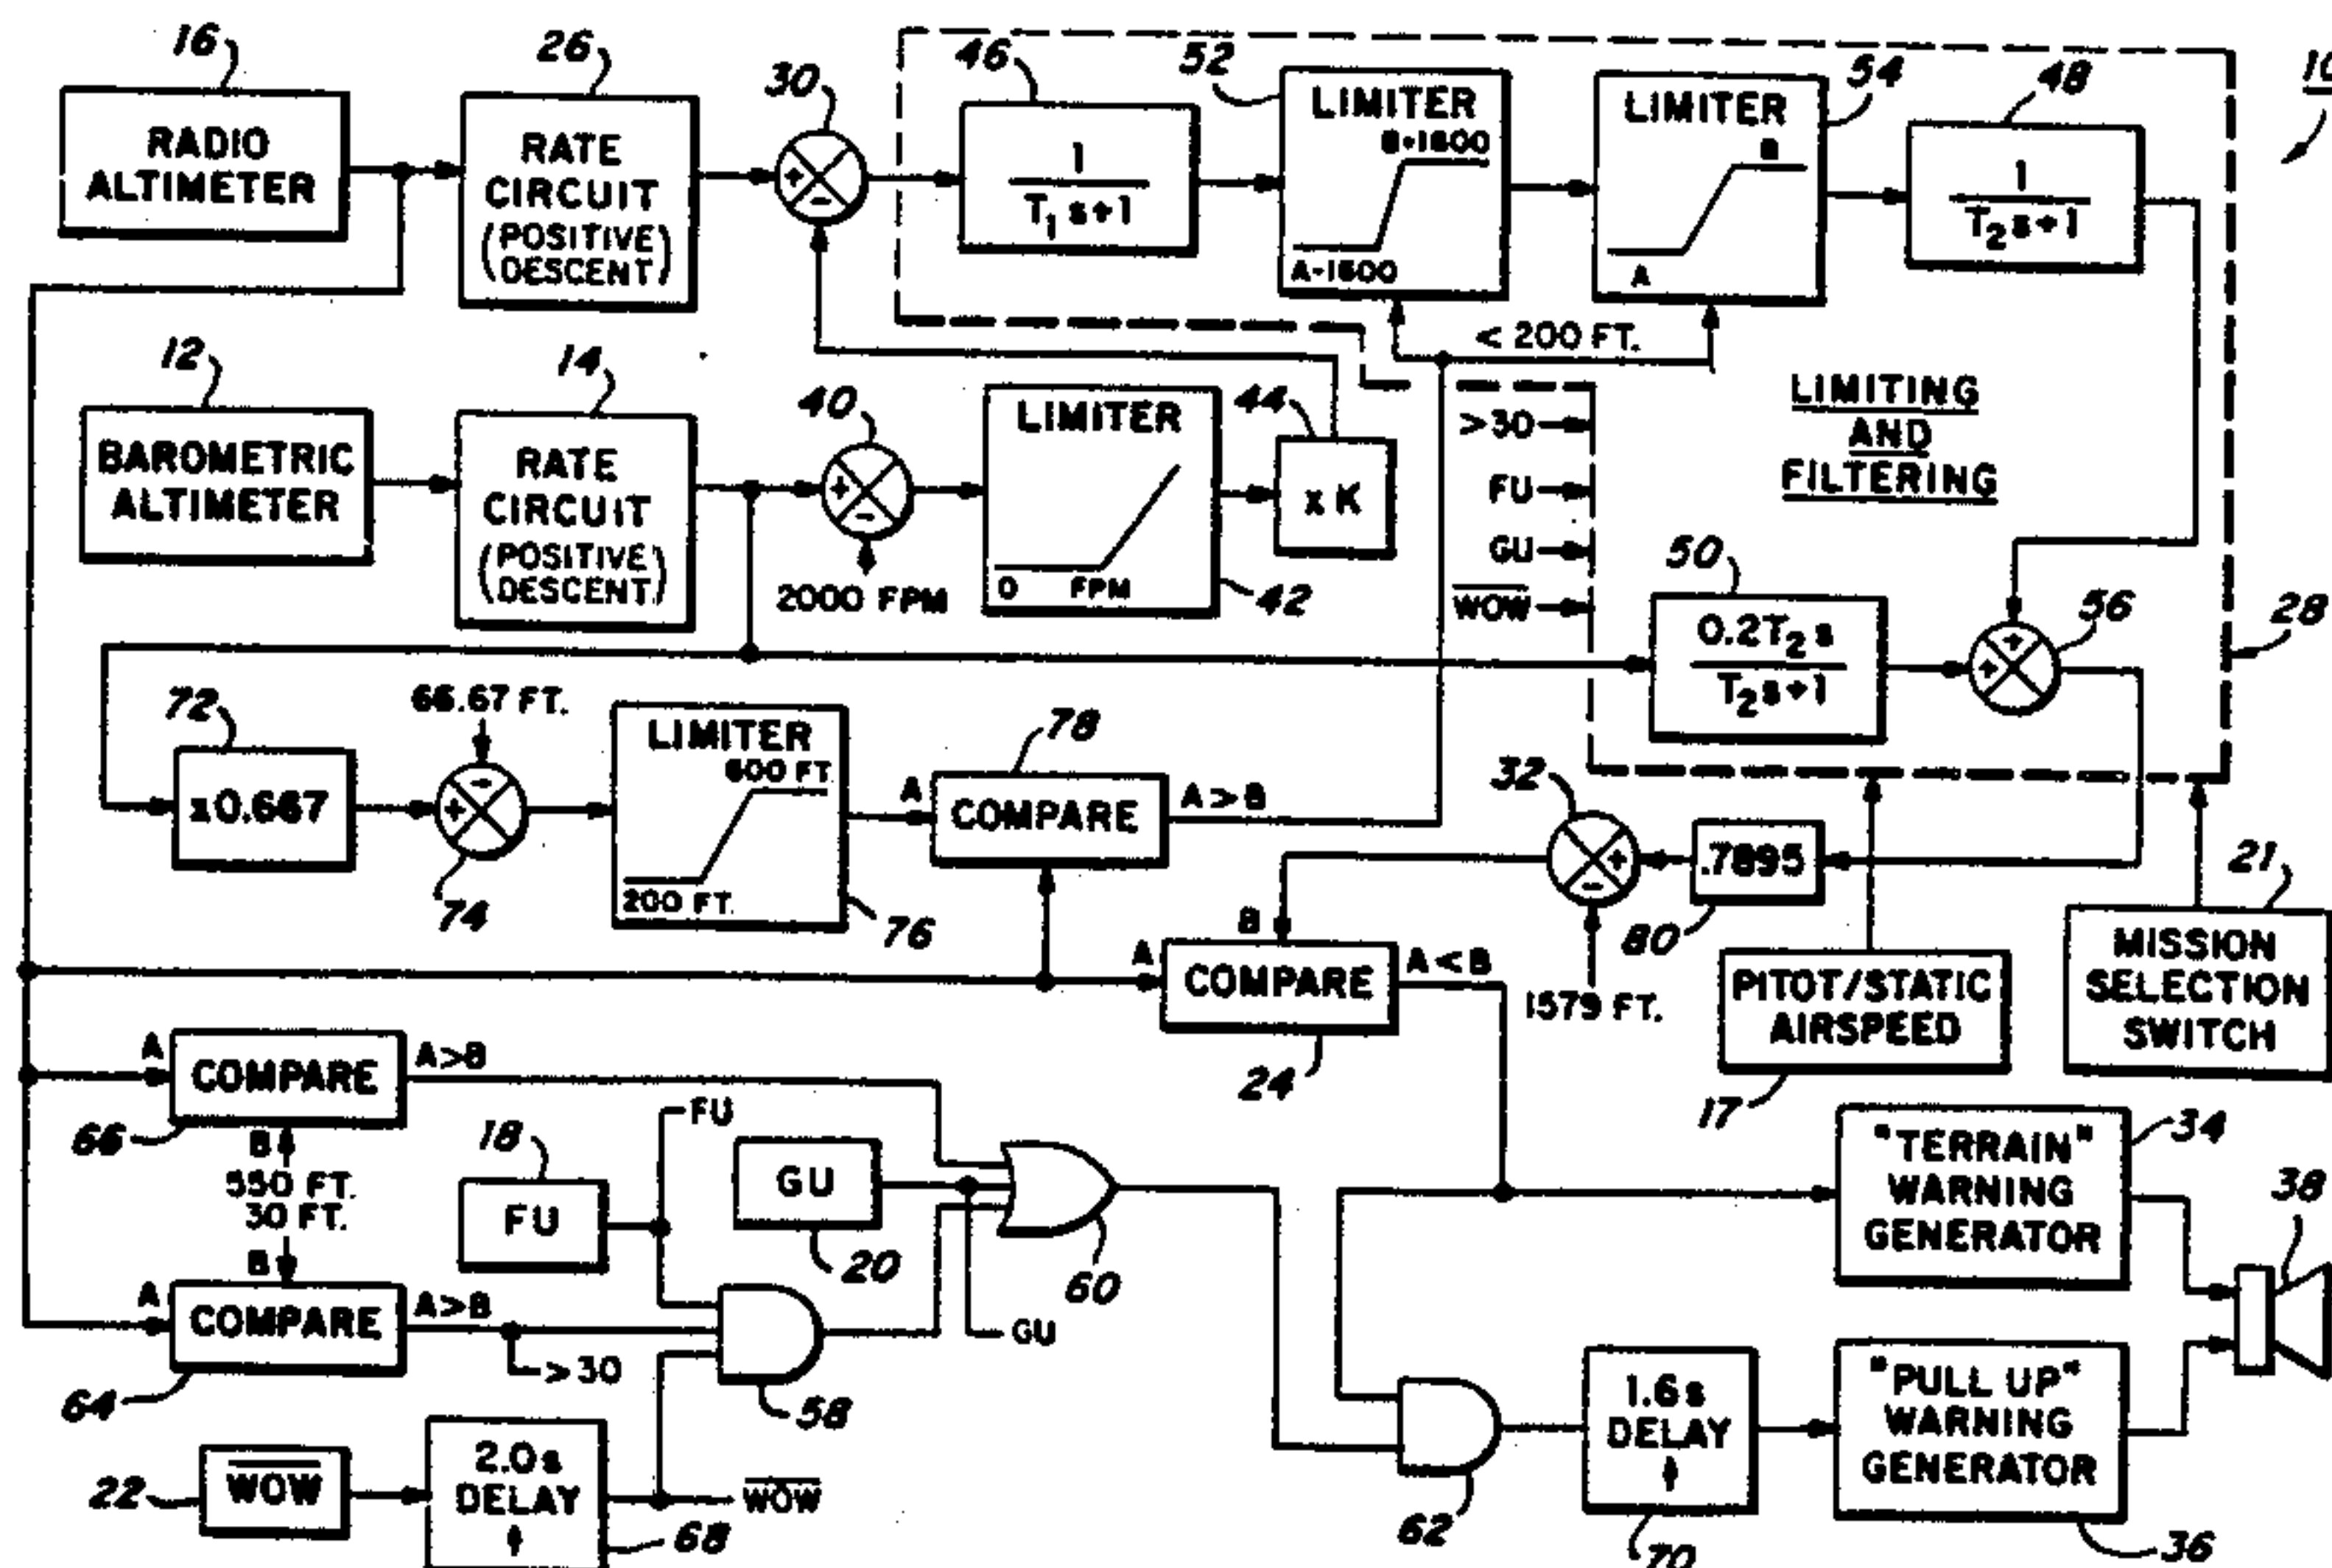 16
26
30
46
52
54
48
10
RADIO
ALTIMETER
RATE
CIRCUIT
(POSITIVE
DESCENT)
+
-
1
T1 s+1
LIMITER
B+1500
A-1500
LIMITER
B
A
1
T2 s+1
< 200 FT.
12
14
40
44
BAROMETRIC
ALTIMETER
RATE
CIRCUIT
(POSITIVE
DESCENT)
+
-
2000 FPM
LIMITER
0 FPM
42
x K
>30
FU
GU
WOW
LIMITING
AND
FILTERING
50
0.2T2 s
T2 s+1
+
+
56
28
72
x0.667
66.67 FT.
-
+
74
LIMITER
600 FT
200 FT.
76
78
A
COMPARE
A>B
32
+
-
1579 FT.
.7895
80
21
MISSION
SELECTION
SWITCH
PITOT/STATIC
AIRSPEED
17
B
A
COMPARE
A<B
24
A
COMPARE
A>B
66
B
550 FT.
30 FT.
B
A
COMPARE
A>B
64
>30
18
FU
FU
GU
20
GU
60
58
22
WOW
2.0s
DELAY
68
WOW
62
1.6s
DELAY
70
"TERRAIN"
WARNING
GENERATOR
34
"PULL UP"
WARNING
GENERATOR
36
38